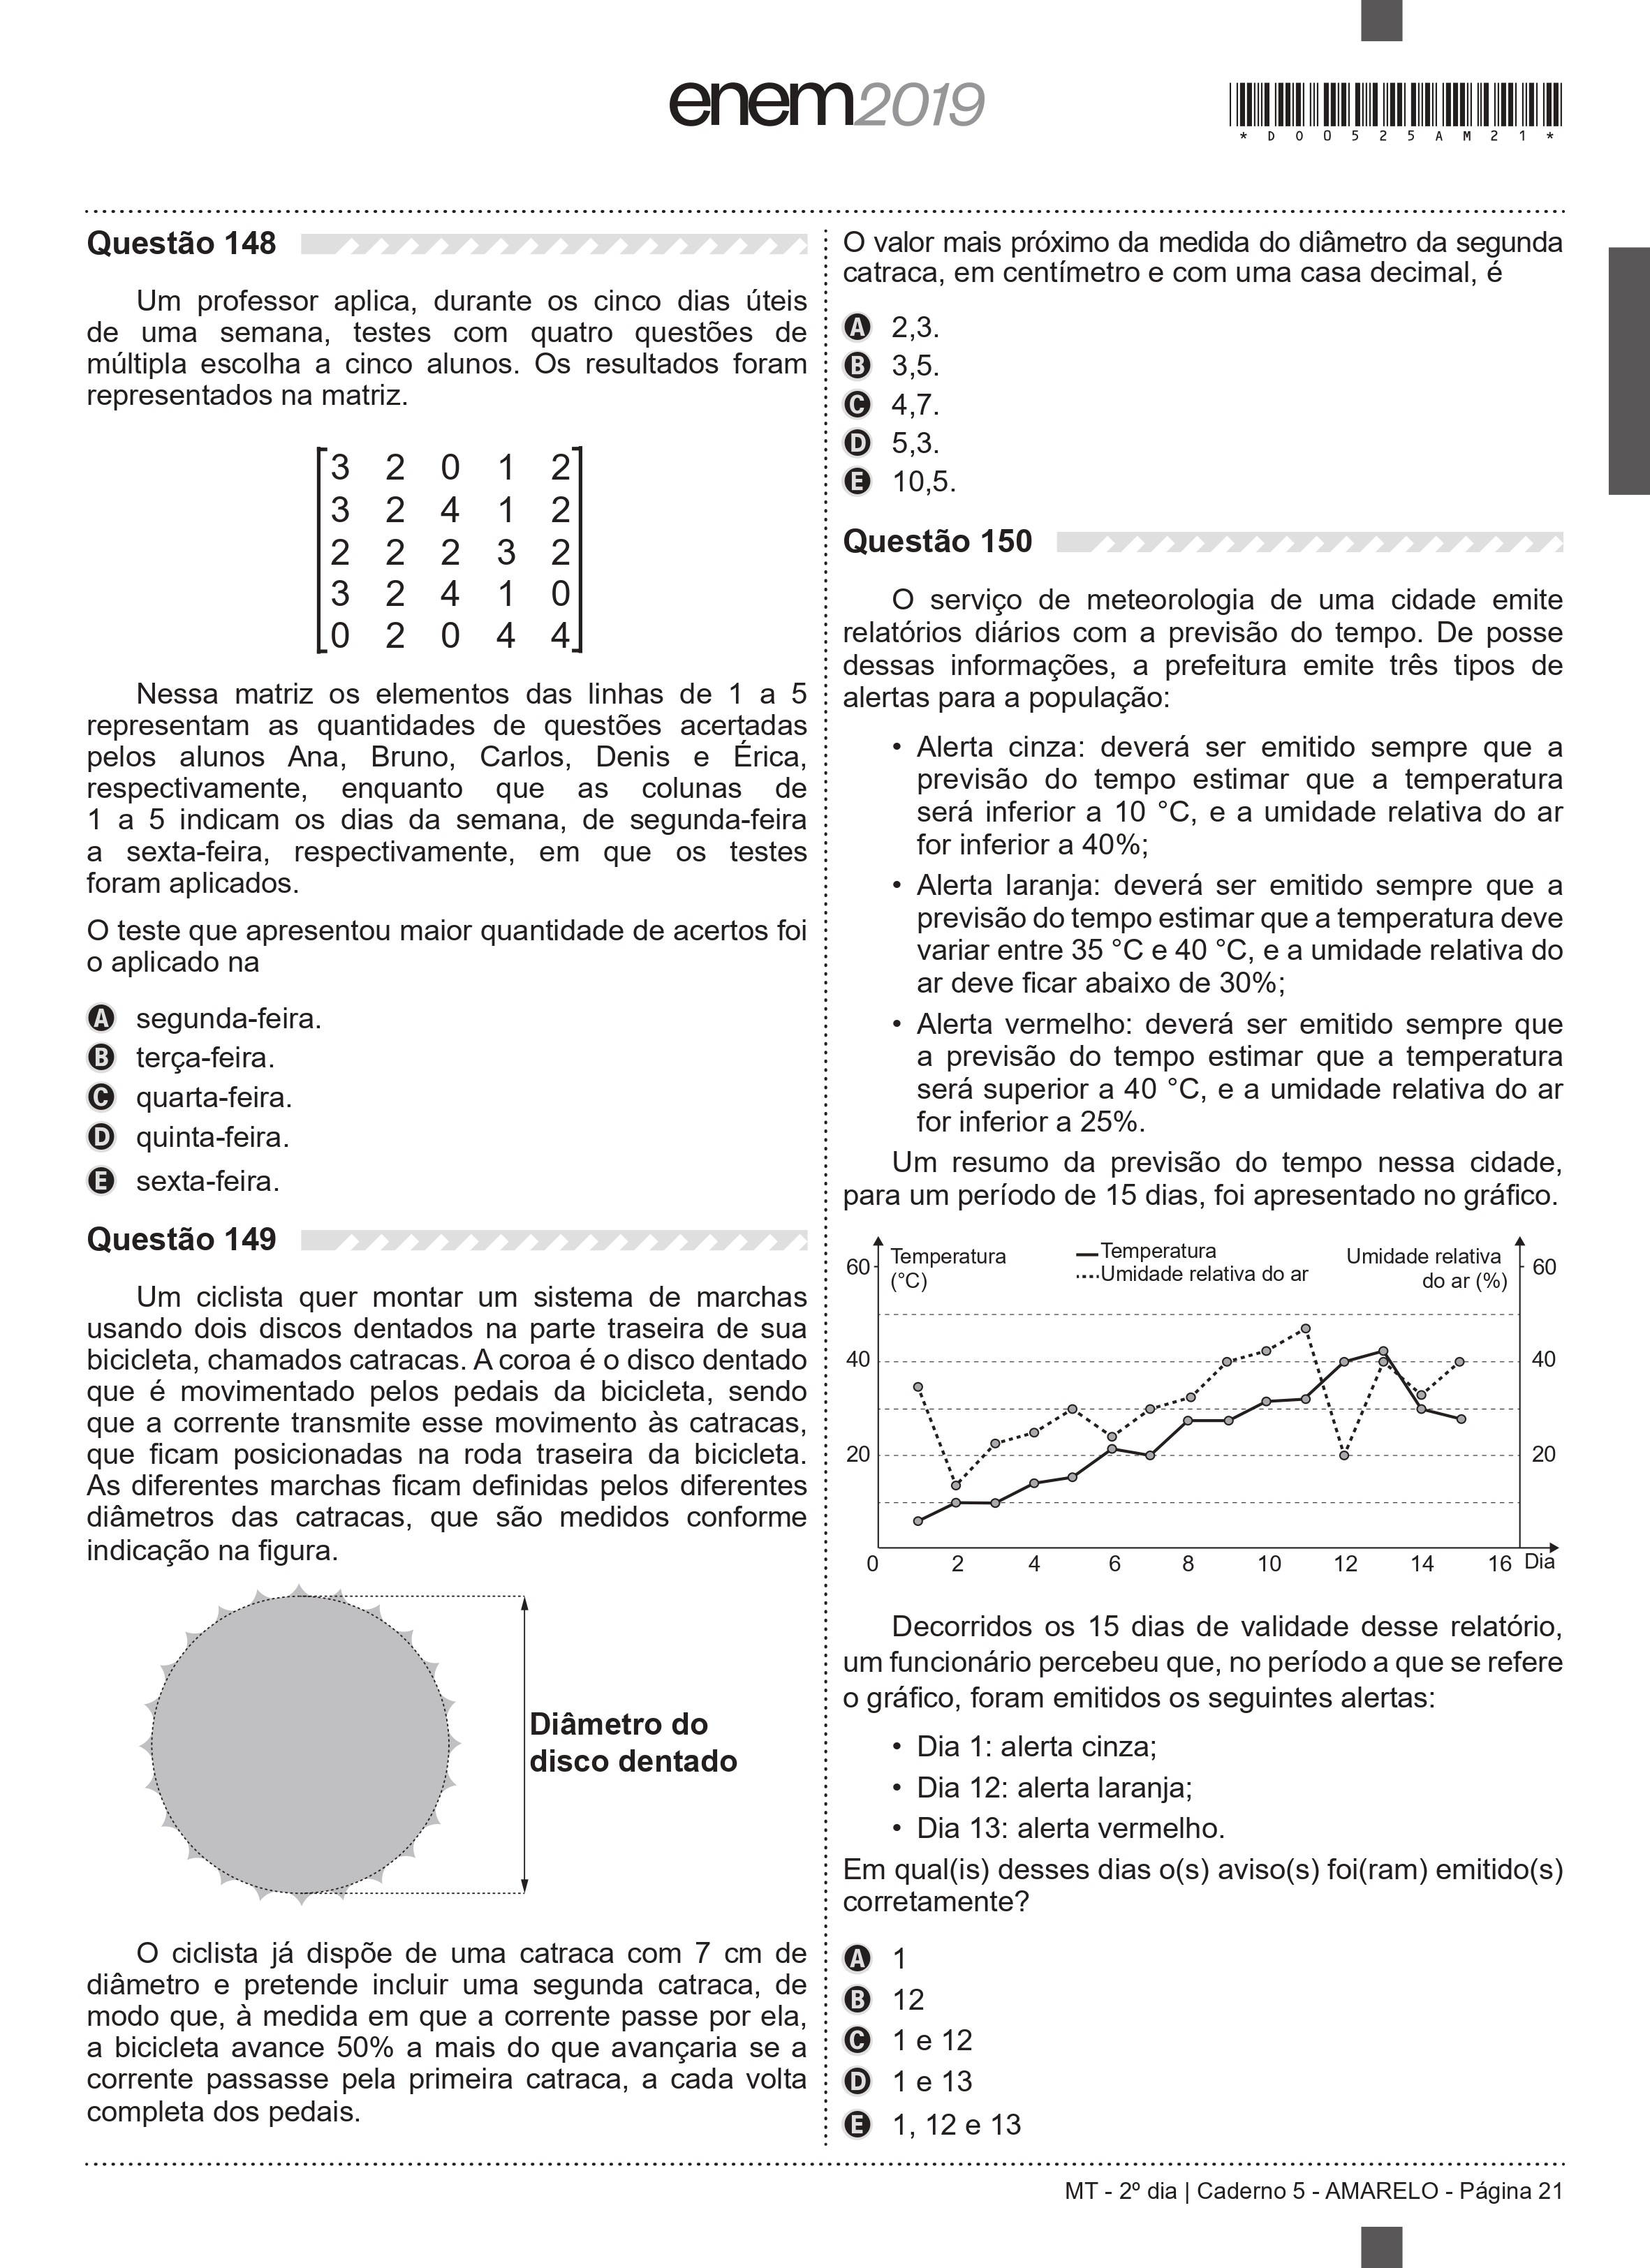 enem2019
* D 0 0 5 2 5 A M 2 1 *
Questão 148
Um professor aplica, durante os cinco dias úteis
de uma semana, testes com quatro questões de
múltipla escolha a cinco alunos. Os resultados foram
representados na matriz.
3 2 0 1 2
3 2 4 1 2
2 2 2 3 2
3 2 4 1 0
0 2 0 4 4
Nessa matriz os elementos das linhas de 1 a 5
representam as quantidades de questões acertadas
pelos alunos Ana, Bruno, Carlos, Denis e Érica,
respectivamente, enquanto que as colunas de
1 a 5 indicam os dias da semana, de segunda-feira
a sexta-feira, respectivamente, em que os testes
foram aplicados.
O teste que apresentou maior quantidade de acertos foi
o aplicado na
A segunda-feira.
B terça-feira.
C quarta-feira.
D quinta-feira.
E sexta-feira.
Questão 149
Um ciclista quer montar um sistema de marchas
usando dois discos dentados na parte traseira de sua
bicicleta, chamados catracas. A coroa é o disco dentado
que é movimentado pelos pedais da bicicleta, sendo
que a corrente transmite esse movimento às catracas,
que ficam posicionadas na roda traseira da bicicleta.
As diferentes marchas ficam definidas pelos diferentes
diâmetros das catracas, que são medidos conforme
indicação na figura.
Diâmetro do
disco dentado
O ciclista já dispõe de uma catraca com 7 cm de
diâmetro e pretende incluir uma segunda catraca, de
modo que, à medida em que a corrente passe por ela,
a bicicleta avance 50% a mais do que avançaria se a
corrente passasse pela primeira catraca, a cada volta
completa dos pedais.
O valor mais próximo da medida do diâmetro da segunda
catraca, em centímetro e com uma casa decimal, é
A 2,3.
B 3,5.
C 4,7.
D 5,3.
E 10,5.
Questão 150
O serviço de meteorologia de uma cidade emite
relatórios diários com a previsão do tempo. De posse
dessas informações, a prefeitura emite três tipos de
alertas para a população:
• Alerta cinza: deverá ser emitido sempre que a
previsão do tempo estimar que a temperatura
será inferior a 10 °C, e a umidade relativa do ar
for inferior a 40%;
• Alerta laranja: deverá ser emitido sempre que a
previsão do tempo estimar que a temperatura deve
variar entre 35 °C e 40 °C, e a umidade relativa do
ar deve ficar abaixo de 30%;
• Alerta vermelho: deverá ser emitido sempre que
a previsão do tempo estimar que a temperatura
será superior a 40 °C, e a umidade relativa do ar
for inferior a 25%.
Um resumo da previsão do tempo nessa cidade,
para um período de 15 dias, foi apresentado no gráfico.
Temperatura
(°C)
Temperatura
Umidade relativa do ar
Umidade relativa
do ar (%)
60 60
40 40
20 20
0 2 4 6 8 10 12 14 16 Dia
Decorridos os 15 dias de validade desse relatório,
um funcionário percebeu que, no período a que se refere
o gráfico, foram emitidos os seguintes alertas:
• Dia 1: alerta cinza;
• Dia 12: alerta laranja;
• Dia 13: alerta vermelho.
Em qual(is) desses dias o(s) aviso(s) foi(ram) emitido(s)
corretamente?
A 1
B 12
C 1 e 12
D 1 e 13
E 1, 12 e 13
MT - 2º dia | Caderno 5 - AMARELO - Página 21